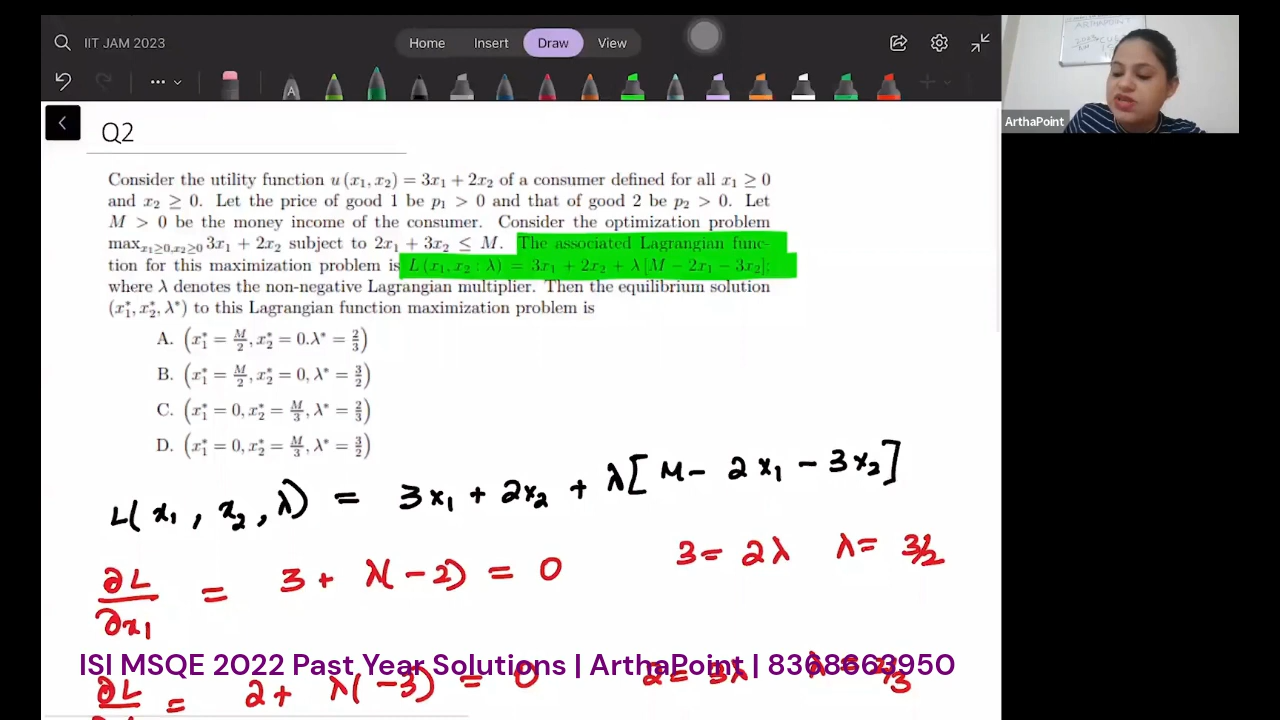 IIT JAM 2023
Home Insert Draw View
A
ArthaPoint
Q2
Consider the utility function u (x₁, x₂) = 3x₁ + 2x₂ of a consumer defined for all x₁ ≥ 0
and x₂ ≥ 0. Let the price of good 1 be p₁ > 0 and that of good 2 be p₂ > 0. Let
M > 0 be the money income of the consumer. Consider the optimization problem
max_{x₁≥0,x₂≥0} 3x₁ + 2x₂ subject to 2x₁ + 3x₂ ≤ M. The associated Lagrangian func-
tion for this maximization problem is L (x₁, x₂ : λ) = 3x₁ + 2x₂ + λ [M − 2x₁ − 3x₂];
where λ denotes the non-negative Lagrangian multiplier. Then the equilibrium solution
(x₁*, x₂*, λ*) to this Lagrangian function maximization problem is
A. (x₁* = M/2, x₂* = 0.λ* = 2/3)
B. (x₁* = M/2, x₂* = 0, λ* = 3/2)
C. (x₁* = 0, x₂* = M/3, λ* = 2/3)
D. (x₁* = 0, x₂* = M/3, λ* = 3/2)
L(x₁, x₂, λ) = 3x₁ + 2x₂ + λ[M − 2x₁ − 3x₂]
∂L/∂x₁ = 3 + λ(−2) = 0 3 = 2λ λ = 3/2
ISI MSQE 2022 Past Year Solutions | ArthaPoint | 8368663950
∂L = 2 + λ(−3) = 0 2 = 3λ λ = 2/3